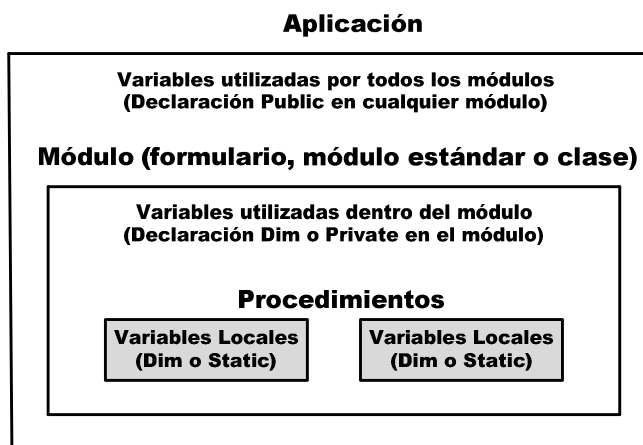 Aplicación
Variables utilizadas por todos los módulos
(Declaración Public en cualquier módulo)
Módulo (formulario, módulo estándar o clase)
Variables utilizadas dentro del módulo
(Declaración Dim o Private en el módulo)
Procedimientos
Variables Locales
(Dim o Static)
Variables Locales
(Dim o Static)